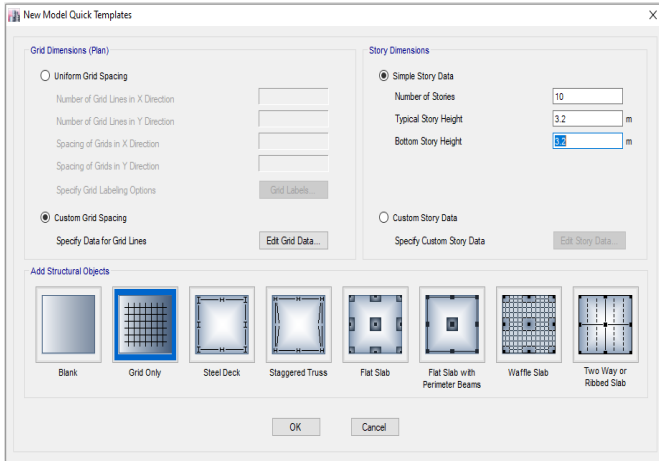 New Model Quick Templates
X
Grid Dimensions (Plan)
Uniform Grid Spacing
Number of Grid Lines in X Direction
Number of Grid Lines in Y Direction
Spacing of Grids in X Direction
Spacing of Grids in Y Direction
Specify Grid Labeling Options
Grid Labels...
Custom Grid Spacing
Specify Data for Grid Lines
Edit Grid Data...
Story Dimensions
Simple Story Data
Number of Stories
10
Typical Story Height
3.2
m
Bottom Story Height
3.2
m
Custom Story Data
Specify Custom Story Data
Edit Story Data...
Add Structural Objects
Blank
Grid Only
Steel Deck
Staggered Truss
Flat Slab
Flat Slab with
Perimeter Beams
Waffle Slab
Two Way or
Ribbed Slab
OK
Cancel